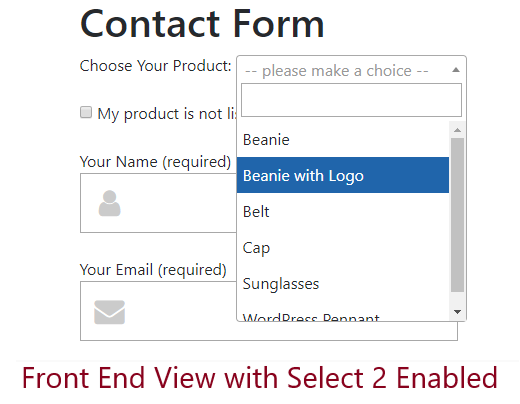 Contact Form
Choose Your Product: -- please make a choice --
My product is not li
Beanie
Your Name (required)
Beanie with Logo
Belt
Cap
Your Email (required)
Sunglasses
WordPress Pennant
Front End View with Select 2 Enabled